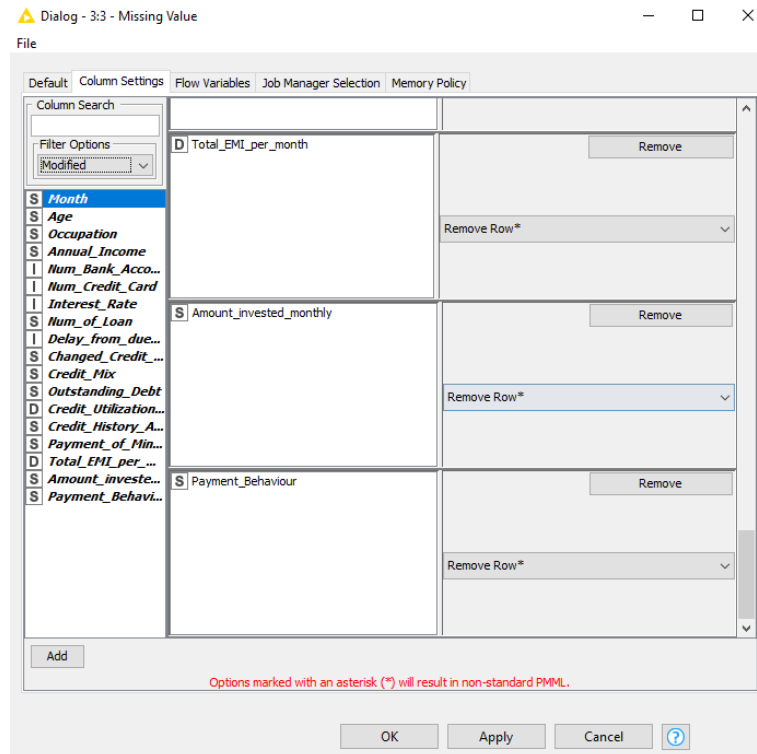 Dialog - 3:3 - Missing Value
File
Default Column Settings Flow Variables Job Manager Selection Memory Policy
Column Search
Filter Options
Modified
S Month
S Age
S Occupation
S Annual_Income
I Num_Bank_Acco...
I Num_Credit_Card
I Interest_Rate
S Num_of_Loan
I Delay_from_due...
S Changed_Credit_...
S Credit_Mix
S Outstanding_Debt
D Credit_Utilization...
S Credit_History_A...
S Payment_of_Min...
D Total_EMI_per_...
S Amount_investe...
S Payment_Behavi...
D Total_EMI_per_month
Remove
Remove Row*
S Amount_invested_monthly
Remove
Remove Row*
S Payment_Behaviour
Remove
Remove Row*
Add
Options marked with an asterisk (*) will result in non-standard PMML.
OK Apply Cancel ?